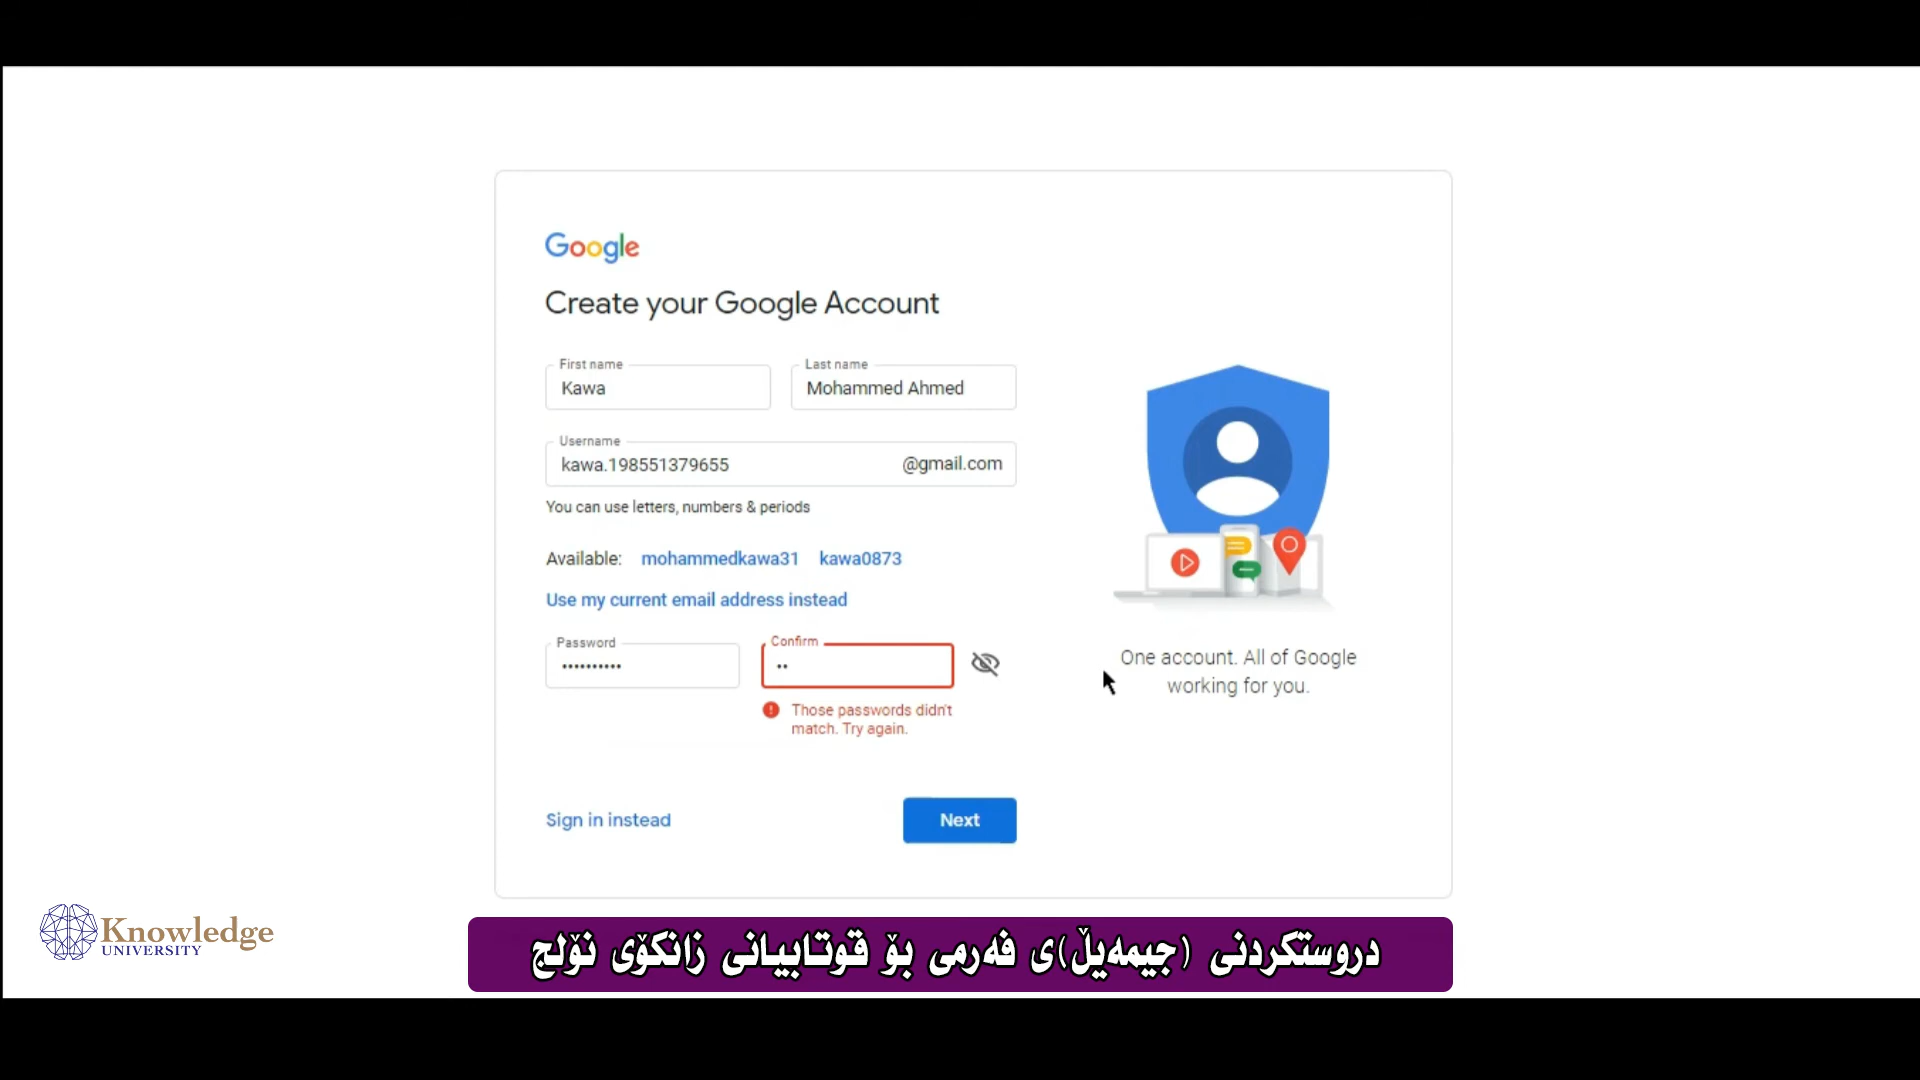 Google
Create your Google Account
First name
Kawa
Last name
Mohammed Ahmed
Username
kawa.198551379655
@gmail.com
You can use letters, numbers & periods
Available: mohammedkawa31 kawa0873
Use my current email address instead
Password
••••••••••
Confirm
••
Those passwords didn't
match. Try again.
One account. All of Google
working for you.
Sign in instead
Next
Knowledge
UNIVERSITY
دروستکردنی (جیمەیڵ)ی فەرمی بۆ قوتابیانی زانکۆی نۆلج